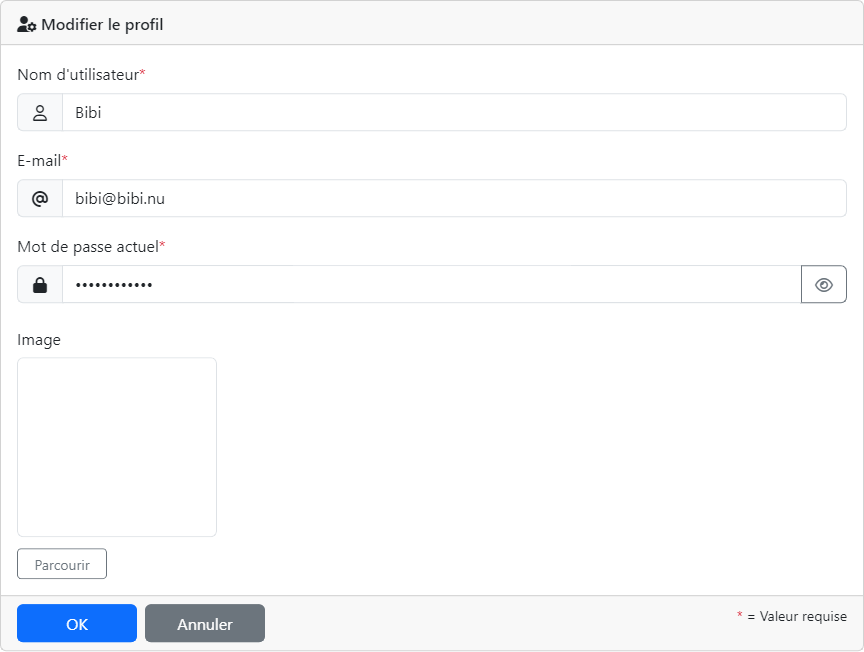 Modifier le profil
Nom d'utilisateur*
Bibi
E-mail*
@ bibi@bibi.nu
Mot de passe actuel*
••••••••••••
Image
Parcourir
OK Annuler * = Valeur requise